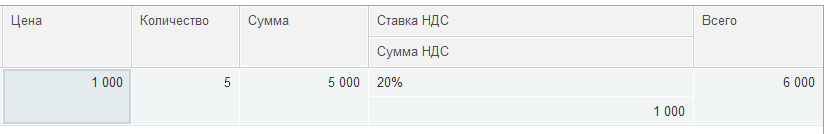 Цена Количество Сумма Ставка НДС Всего
Сумма НДС
1 000 5 5 000 20% 6 000
1 000